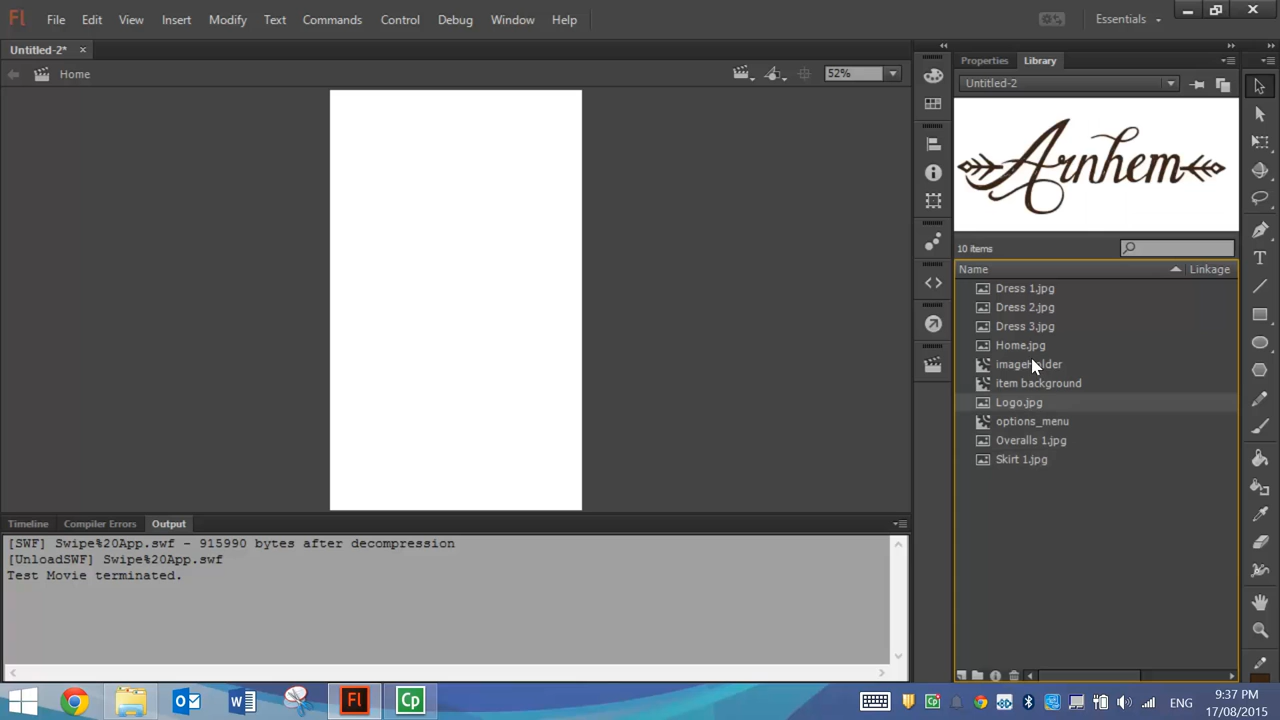 Fl File Edit View Insert Modify Text Commands Control Debug Window Help Essentials
Untitled-2* ×
Home 52%
Properties Library
Untitled-2
Arnhem
10 items
Name Linkage
Dress 1.jpg
Dress 2.jpg
Dress 3.jpg
Home.jpg
imageHolder
item background
Logo.jpg
options_menu
Overalls 1.jpg
Skirt 1.jpg
Timeline Compiler Errors Output
[SWF] Swipe%20App.swf - 915990 bytes after decompression
[UnloadSWF] Swipe%20App.swf
Test Movie terminated.
Fl Cp ENG 9:37 PM
17/08/2015